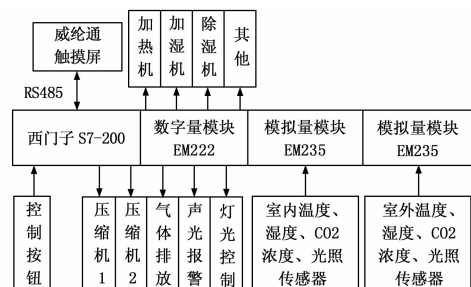 威纶通
触摸屏
加热机
加湿机
除湿机
其他
RS485
西门子 S7-200
数字量模块
EM222
模拟量模块
EM235
模拟量模块
EM235
控制按钮
压缩机1
压缩机2
气体排放
声光报警
灯光控制
室内温度、
湿度、CO2
浓度、光照
传感器
室外温度、
湿度、CO2
浓度、光照
传感器